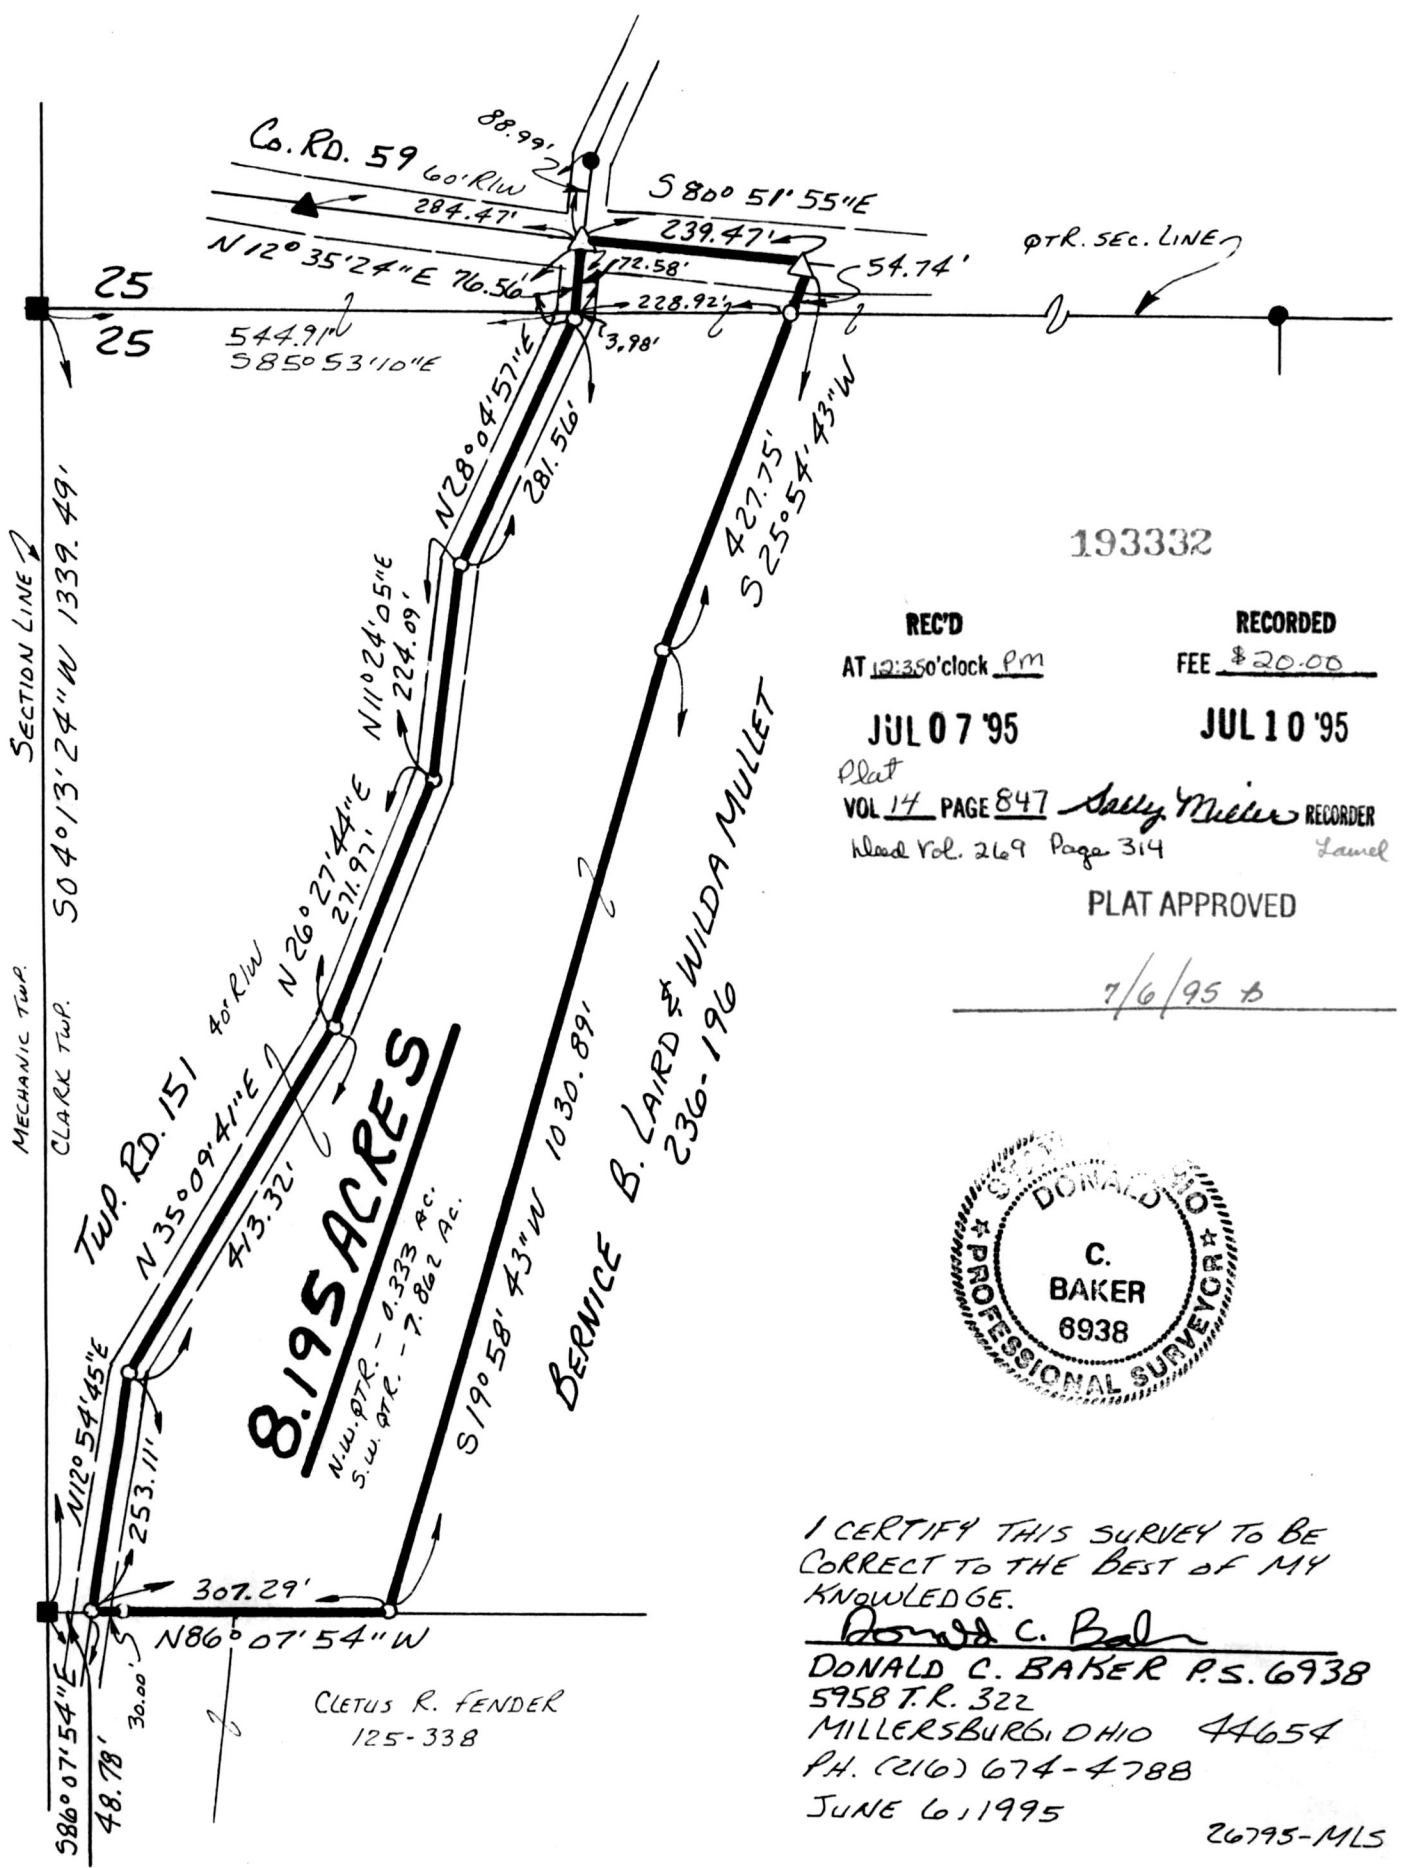 88.99'
Co. RD. 59 60' R/W
S 80° 51' 55" E
284.47'
239.47'
QTR. SEC. LINE
N 12° 35' 24" E 76.56'
72.58'
54.74'
25
228.92'
25
544.91'
3.98'
S 85° 53' 10" E
N 28° 04' 57" E
281.56'
427.75'
S 25° 54' 43" W
SECTION LINE
S 04° 13' 24" W 1339.49'
N 11° 24' 05" E
224.09'
193332
REC'D
AT 12:35 o'clock PM
JUL 07 '95
RECORDED
FEE $20.00
JUL 10 '95
Plat
VOL 14 PAGE 847 Sally Miller RECORDER
Deed Vol. 269 Page 314
PLAT APPROVED
7/6/95
N 26° 27' 44" E
271.97'
MECHANIC TWP.
CLARK TWP.
TWP. RD. 151 40' R/W
N 35° 09' 41" E
413.32'
8.195 ACRES
N.W. QTR. - 0.333 AC.
S.W. QTR. - 7.862 AC.
S 19° 58' 43" W 1030.89'
BERNICE B. LAIRD & WILDA MULLET
236-196
DONALD
C.
BAKER
6938
PROFESSIONAL SURVEYOR
N 12° 54' 45" E
253.11'
307.29'
N 86° 07' 54" W
30.00'
S 86° 07' 54" E
48.78'
CLETUS R. FENDER
125-338
I CERTIFY THIS SURVEY TO BE
CORRECT TO THE BEST OF MY
KNOWLEDGE.
Donald C. Baker
DONALD C. BAKER P.S. 6938
5958 T.R. 322
MILLERSBURG, OHIO 44654
PH. (216) 674-4788
JUNE 6, 1995
26795-MLS